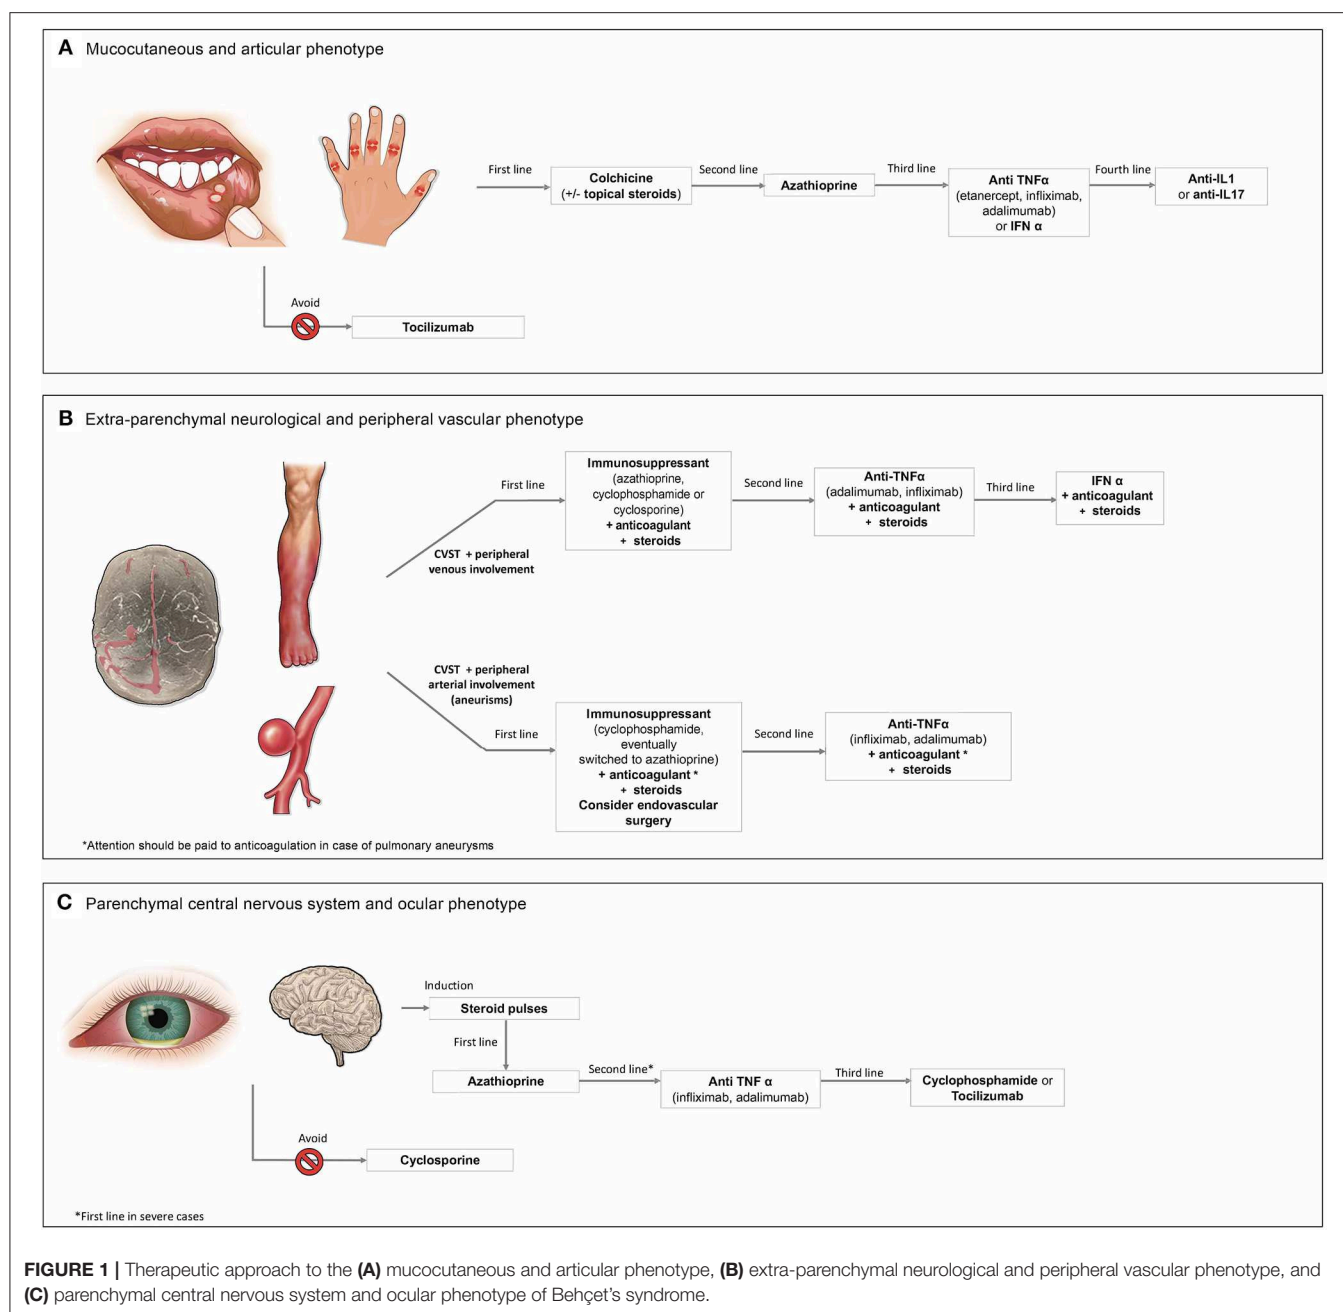 A Mucocutaneous and articular phenotype
First line
Colchicine
(+/- topical steroids)
Second line
Azathioprine
Third line
Anti TNFα
(etanercept, infliximab,
adalimumab)
or IFN α
Fourth line
Anti-IL1
or anti-IL17
Avoid
Tocilizumab
B Extra-parenchymal neurological and peripheral vascular phenotype
CVST + peripheral
venous involvement
First line
Immunosuppressant
(azathioprine,
cyclophosphamide or
cyclosporine)
+ anticoagulant
+ steroids
Second line
Anti-TNFα
(adalimumab, infliximab)
+ anticoagulant
+ steroids
Third line
IFN α
+ anticoagulant
+ steroids
CVST + peripheral
arterial involvement
(aneurisms)
First line
Immunosuppressant
(cyclophosphamide,
eventually
switched to azathioprine)
+ anticoagulant *
+ steroids
Consider endovascular
surgery
Second line
Anti-TNFα
(infliximab, adalimumab)
+ anticoagulant *
+ steroids
*Attention should be paid to anticoagulation in case of pulmonary aneurysms
C Parenchymal central nervous system and ocular phenotype
Induction
Steroid pulses
First line
Azathioprine
Second line*
Anti TNF α
(infliximab, adalimumab)
Third line
Cyclophosphamide or
Tocilizumab
Avoid
Cyclosporine
*First line in severe cases
FIGURE 1 | Therapeutic approach to the (A) mucocutaneous and articular phenotype, (B) extra-parenchymal neurological and peripheral vascular phenotype, and
(C) parenchymal central nervous system and ocular phenotype of Behçet's syndrome.